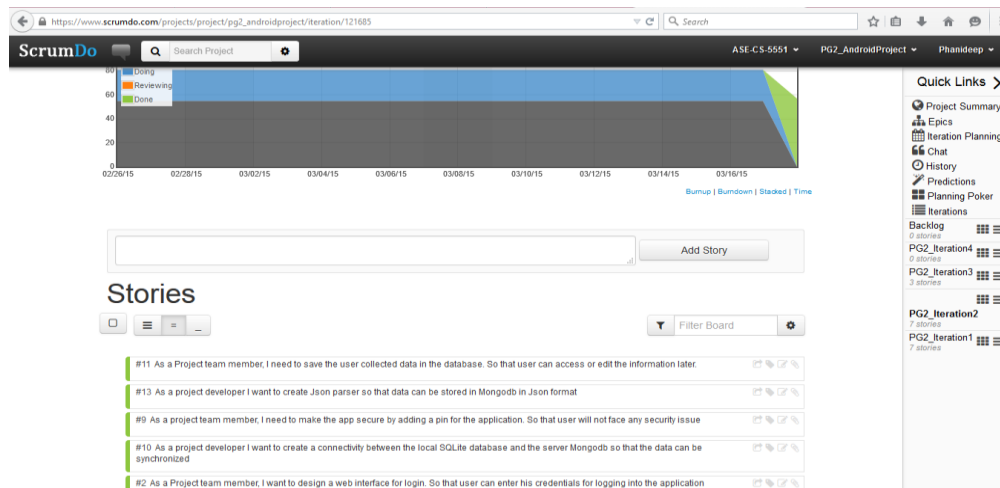 https://www.scrumdo.com/projects/project/pg2_androidproject/iteration/121685
Search
ScrumDo
Search Project
ASE-CS-5551
PG2_AndroidProject
Phanideep
80
60
40
20
0
Doing
Reviewing
Done
02/26/15 02/28/15 03/02/15 03/04/15 03/06/15 03/08/15 03/10/15 03/12/15 03/14/15 03/16/15
Burnup | Burndown | Stacked | Time
Add Story
Stories
Filter Board
#11 As a Project team member, I need to save the user collected data in the database. So that user can access or edit the information later.
#13 As a project developer I want to create Json parser so that data can be stored in Mongodb in Json format
#9 As a project team member, I need to make the app secure by adding a pin for the application. So that user will not face any security issue
#10 As a project developer I want to create a connectivity between the local SQLite database and the server Mongodb so that the data can be
synchronized
#2 As a Project team member, I want to design a web interface for login. So that user can enter his credentials for logging into the application
Quick Links
Project Summary
Epics
Iteration Planning
Chat
History
Predictions
Planning Poker
Iterations
Backlog
0 stories
PG2_Iteration4
0 stories
PG2_Iteration3
3 stories
PG2_Iteration2
7 stories
PG2_Iteration1
7 stories